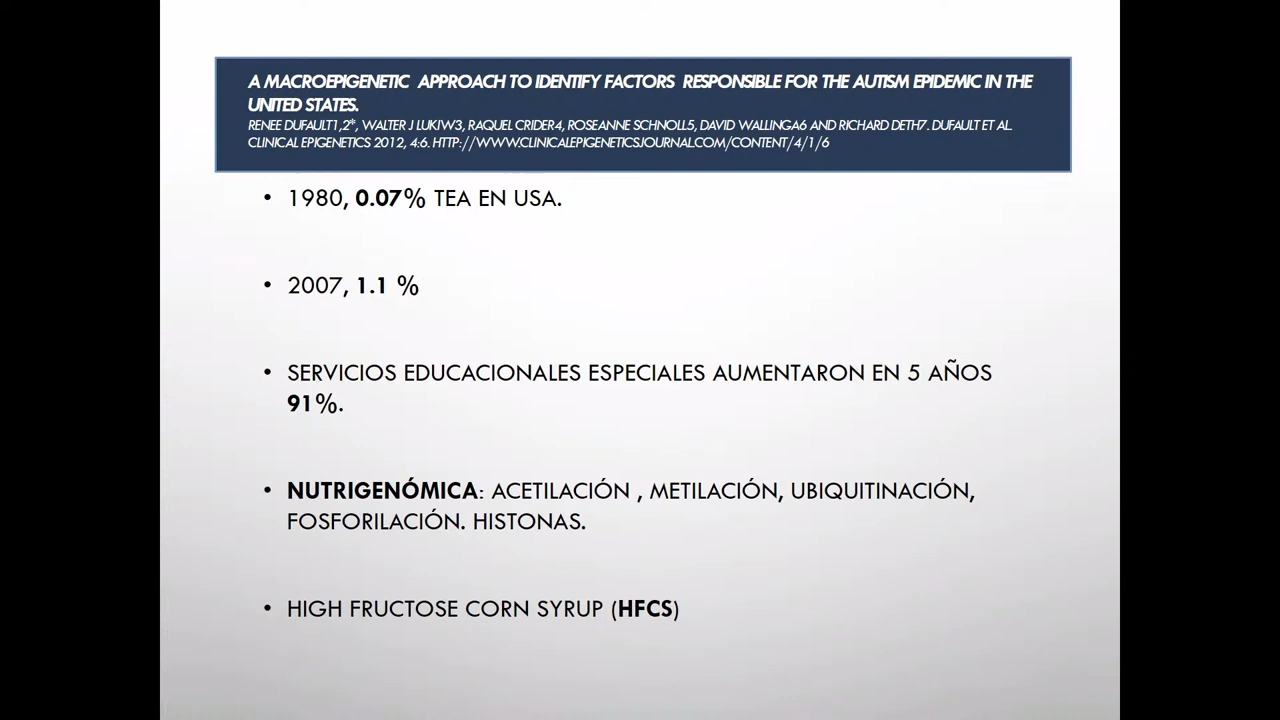 A MACROEPIGENETIC APPROACH TO IDENTIFY FACTORS RESPONSIBLE FOR THE AUTISM EPIDEMIC IN THE
UNITED STATES.
RENEE DUFAULT1,2*, WALTER J LUKIW3, RAQUEL CRIDER4, ROSEANNE SCHNOLL5, DAVID WALLINGA6 AND RICHARD DETH7. DUFAULT ET AL.
CLINICAL EPIGENETICS 2012, 4:6. HTTP://WWW.CLINICALEPIGENETICSJOURNAL.COM/CONTENT/4/1/6
• 1980, 0.07% TEA EN USA.
• 2007, 1.1 %
• SERVICIOS EDUCACIONALES ESPECIALES AUMENTARON EN 5 AÑOS
91%.
• NUTRIGENÓMICA: ACETILACIÓN , METILACIÓN, UBIQUITINACIÓN,
FOSFORILACIÓN. HISTONAS.
• HIGH FRUCTOSE CORN SYRUP (HFCS)